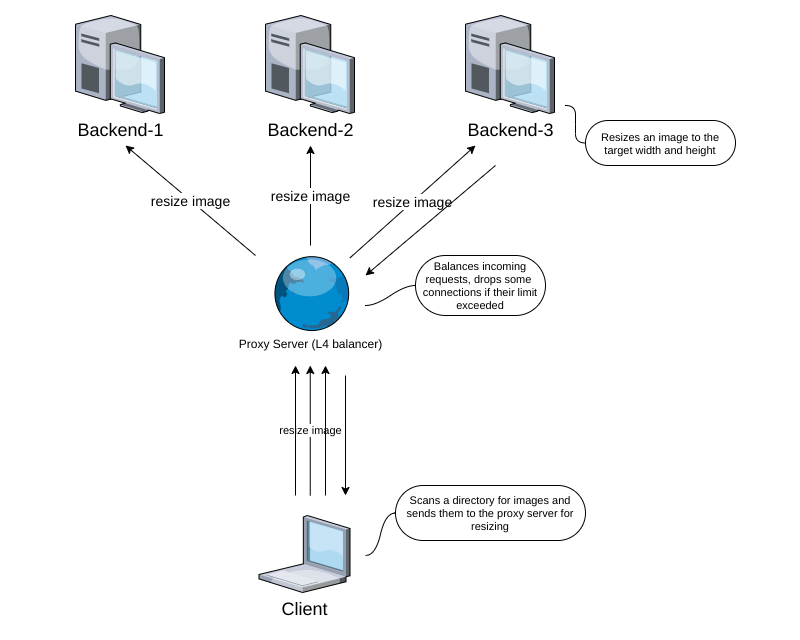 Backend-1
Backend-2
Backend-3
Resizes an image to the
target width and height
resize image
resize image
resize image
Balances incoming
requests, drops some
connections if their limit
exceeded
Proxy Server (L4 balancer)
resize image
Scans a directory for images and
sends them to the proxy server for
resizing
Client